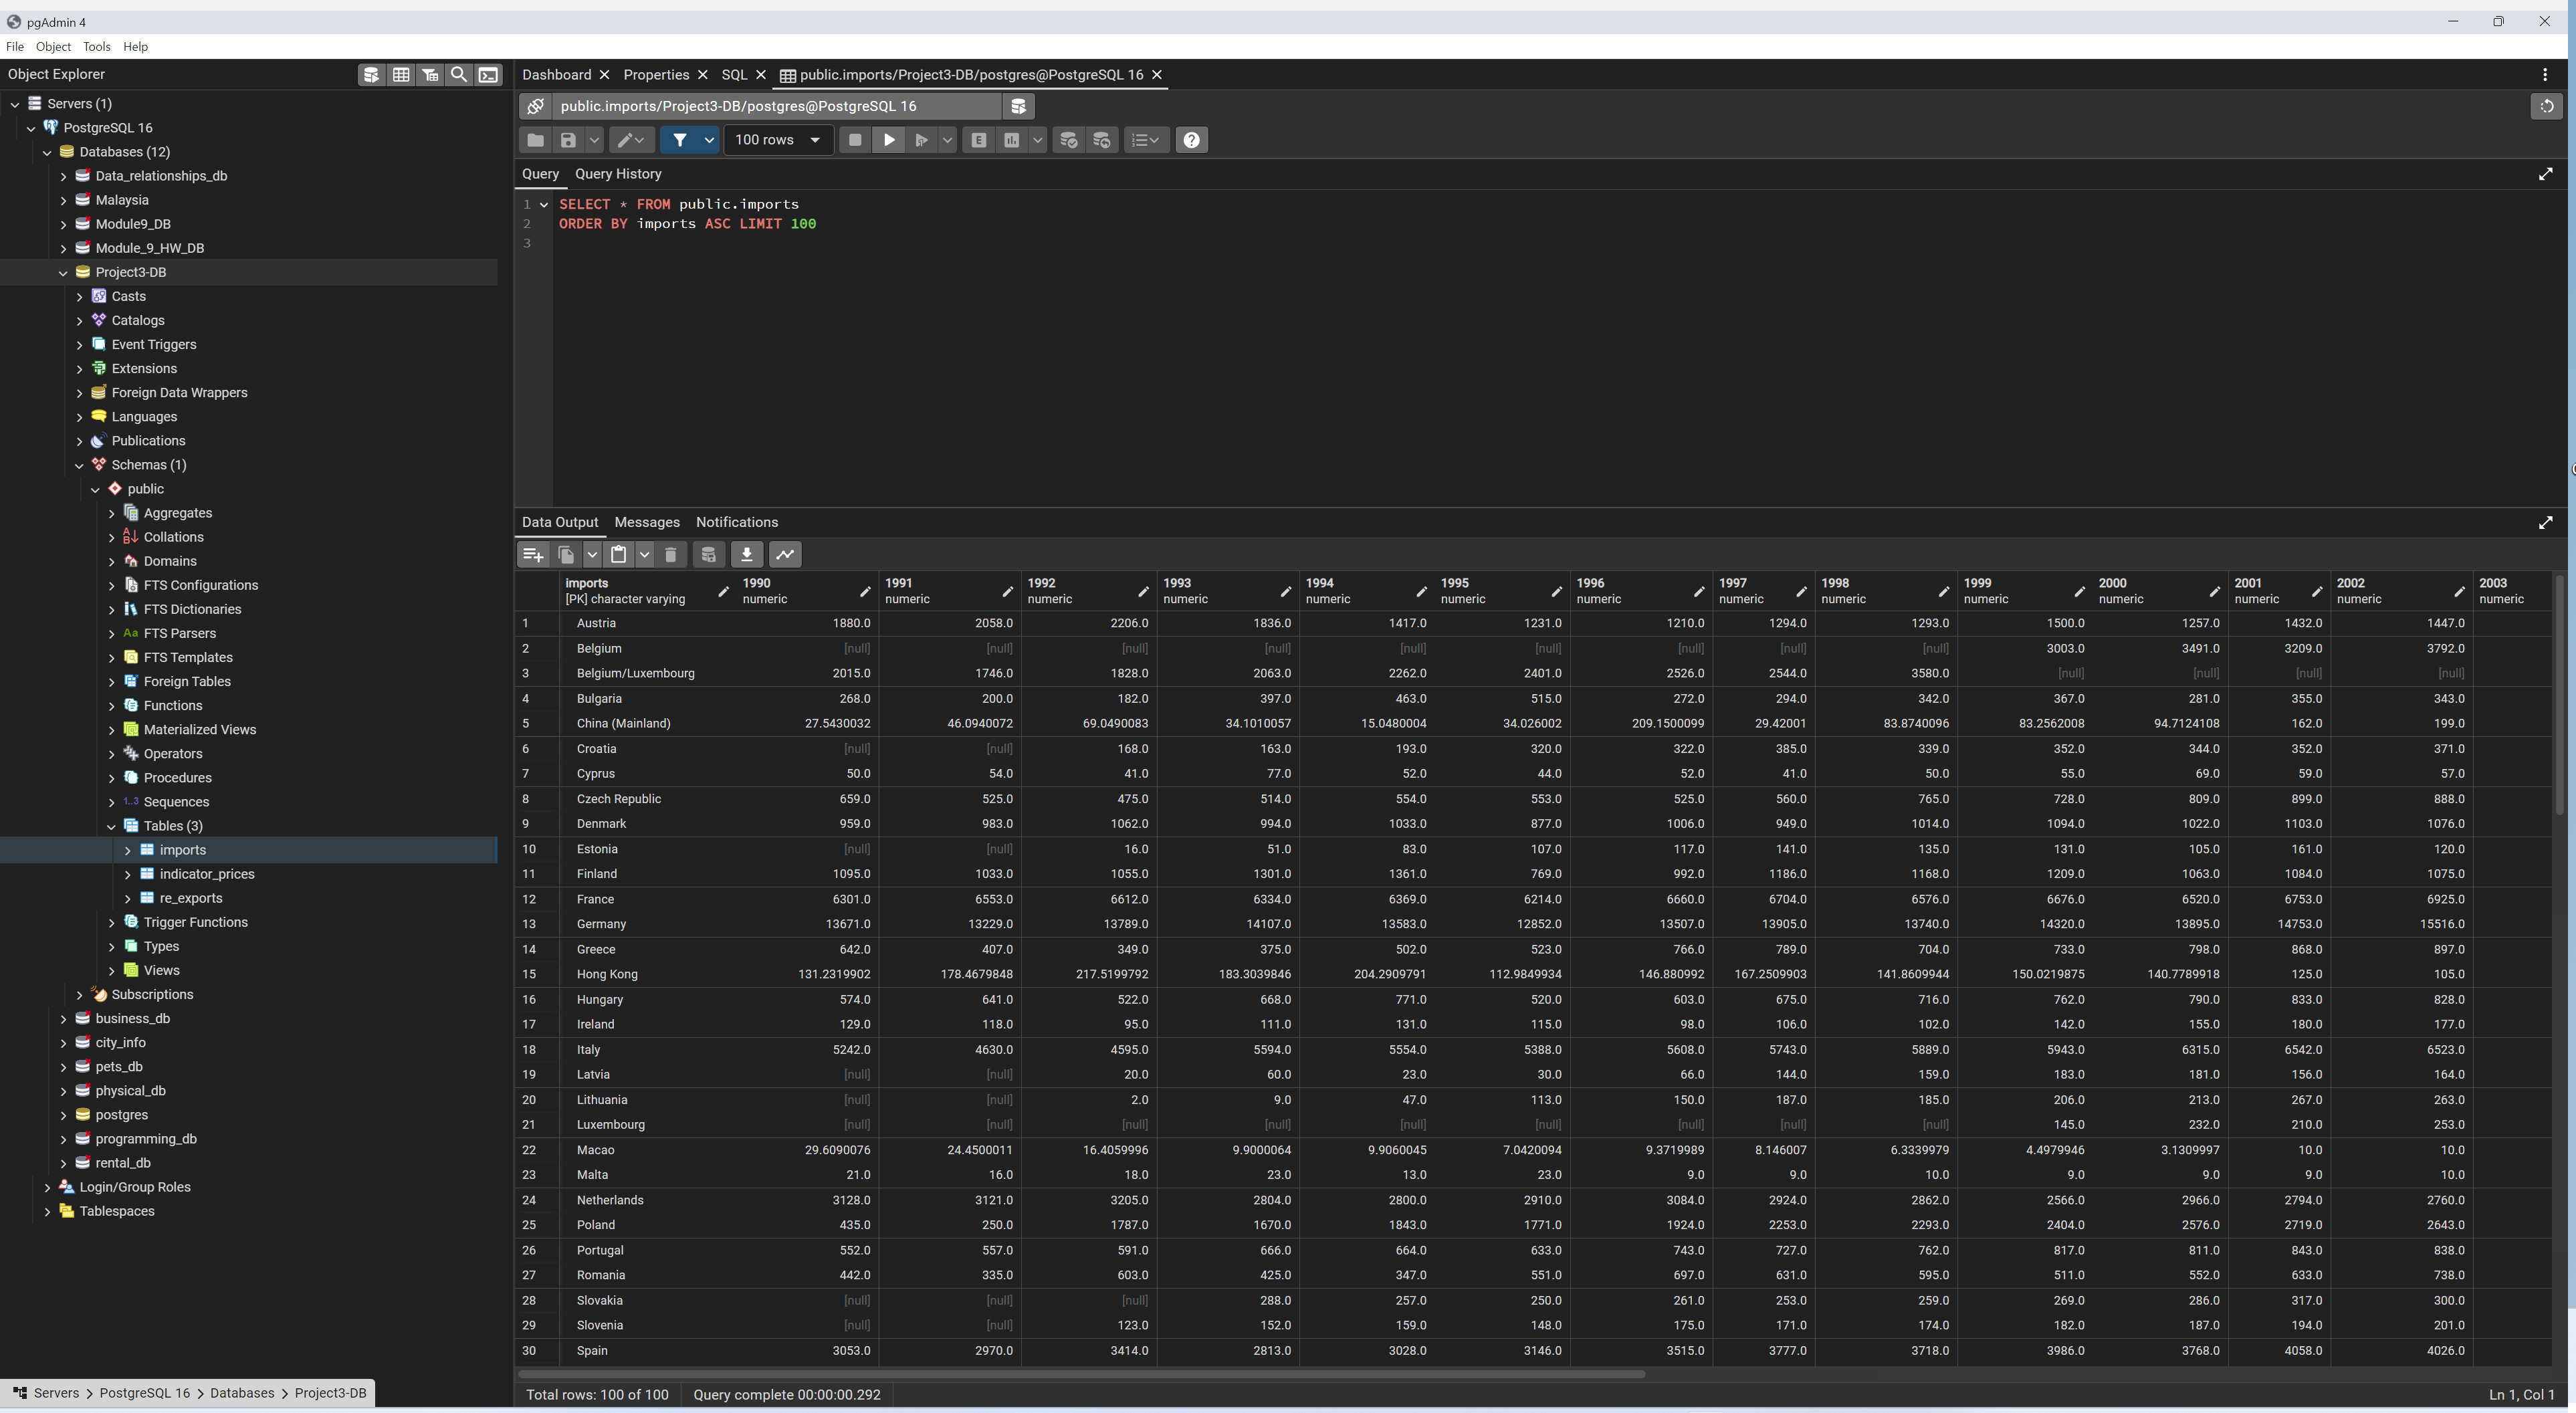 pgAdmin 4
File Object Tools Help
Object Explorer
Servers (1)
PostgreSQL 16
Databases (12)
Data_relationships_db
Malaysia
Module9_DB
Module_9_HW_DB
Project3-DB
Casts
Catalogs
Event Triggers
Extensions
Foreign Data Wrappers
Languages
Publications
Schemas (1)
public
Aggregates
Collations
Domains
FTS Configurations
FTS Dictionaries
Aa FTS Parsers
FTS Templates
Foreign Tables
Functions
Materialized Views
Operators
Procedures
1..3 Sequences
Tables (3)
imports
indicator_prices
re_exports
Trigger Functions
Types
Views
Subscriptions
business_db
city_info
pets_db
physical_db
postgres
programming_db
rental_db
Login/Group Roles
Tablespaces
Servers > PostgreSQL 16 > Databases > Project3-DB
Dashboard Properties SQL public.imports/Project3-DB/postgres@PostgreSQL 16
public.imports/Project3-DB/postgres@PostgreSQL 16
100 rows E
Query Query History
1 SELECT * FROM public.imports
2 ORDER BY imports ASC LIMIT 100
3
Data Output Messages Notifications
imports 1990 1991 1992 1993 1994 1995 1996 1997 1998 1999 2000 2001 2002 2003
[PK] character varying numeric numeric numeric numeric numeric numeric numeric numeric numeric numeric numeric numeric numeric numeric
1 Austria 1880.0 2058.0 2206.0 1836.0 1417.0 1231.0 1210.0 1294.0 1293.0 1500.0 1257.0 1432.0 1447.0
2 Belgium [null] [null] [null] [null] [null] [null] [null] [null] [null] 3003.0 3491.0 3209.0 3792.0
3 Belgium/Luxembourg 2015.0 1746.0 1828.0 2063.0 2262.0 2401.0 2526.0 2544.0 3580.0 [null] [null] [null] [null]
4 Bulgaria 268.0 200.0 182.0 397.0 463.0 515.0 272.0 294.0 342.0 367.0 281.0 355.0 343.0
5 China (Mainland) 27.5430032 46.0940072 69.0490083 34.1010057 15.0480004 34.026002 209.1500099 29.42001 83.8740096 83.2562008 94.7124108 162.0 199.0
6 Croatia [null] [null] 168.0 163.0 193.0 320.0 322.0 385.0 339.0 352.0 344.0 352.0 371.0
7 Cyprus 50.0 54.0 41.0 77.0 52.0 44.0 52.0 41.0 50.0 55.0 69.0 59.0 57.0
8 Czech Republic 659.0 525.0 475.0 514.0 554.0 553.0 525.0 560.0 765.0 728.0 809.0 899.0 888.0
9 Denmark 959.0 983.0 1062.0 994.0 1033.0 877.0 1006.0 949.0 1014.0 1094.0 1022.0 1103.0 1076.0
10 Estonia [null] [null] 16.0 51.0 83.0 107.0 117.0 141.0 135.0 131.0 105.0 161.0 120.0
11 Finland 1095.0 1033.0 1055.0 1301.0 1361.0 769.0 992.0 1186.0 1168.0 1209.0 1063.0 1084.0 1075.0
12 France 6301.0 6553.0 6612.0 6334.0 6369.0 6214.0 6660.0 6704.0 6576.0 6676.0 6520.0 6753.0 6925.0
13 Germany 13671.0 13229.0 13789.0 14107.0 13583.0 12852.0 13507.0 13905.0 13740.0 14320.0 13895.0 14753.0 15516.0
14 Greece 642.0 407.0 349.0 375.0 502.0 523.0 766.0 789.0 704.0 733.0 798.0 868.0 897.0
15 Hong Kong 131.2319902 178.4679848 217.5199792 183.3039846 204.2909791 112.9849934 146.880992 167.2509903 141.8609944 150.0219875 140.7789918 125.0 105.0
16 Hungary 574.0 641.0 522.0 668.0 771.0 520.0 603.0 675.0 716.0 762.0 790.0 833.0 828.0
17 Ireland 129.0 118.0 95.0 111.0 131.0 115.0 98.0 106.0 102.0 142.0 155.0 180.0 177.0
18 Italy 5242.0 4630.0 4595.0 5594.0 5554.0 5388.0 5608.0 5743.0 5889.0 5943.0 6315.0 6542.0 6523.0
19 Latvia [null] [null] 20.0 60.0 23.0 30.0 66.0 144.0 159.0 183.0 181.0 156.0 164.0
20 Lithuania [null] [null] 2.0 9.0 47.0 113.0 150.0 187.0 185.0 206.0 213.0 267.0 263.0
21 Luxembourg [null] [null] [null] [null] [null] [null] [null] [null] [null] 145.0 232.0 210.0 253.0
22 Macao 29.6090076 24.4500011 16.4059996 9.9000064 9.9060045 7.0420094 9.3719989 8.146007 6.3339979 4.4979946 3.1309997 10.0 10.0
23 Malta 21.0 16.0 18.0 23.0 13.0 23.0 9.0 9.0 10.0 9.0 9.0 9.0 10.0
24 Netherlands 3128.0 3121.0 3205.0 2804.0 2800.0 2910.0 3084.0 2924.0 2862.0 2566.0 2966.0 2794.0 2760.0
25 Poland 435.0 250.0 1787.0 1670.0 1843.0 1771.0 1924.0 2253.0 2293.0 2404.0 2576.0 2719.0 2643.0
26 Portugal 552.0 557.0 591.0 666.0 664.0 633.0 743.0 727.0 762.0 817.0 811.0 843.0 838.0
27 Romania 442.0 335.0 603.0 425.0 347.0 551.0 697.0 631.0 595.0 511.0 552.0 633.0 738.0
28 Slovakia [null] [null] [null] 288.0 257.0 250.0 261.0 253.0 259.0 269.0 286.0 317.0 300.0
29 Slovenia [null] [null] 123.0 152.0 159.0 148.0 175.0 171.0 174.0 182.0 187.0 194.0 201.0
30 Spain 3053.0 2970.0 3414.0 2813.0 3028.0 3146.0 3515.0 3777.0 3718.0 3986.0 3768.0 4058.0 4026.0
Total rows: 100 of 100 Query complete 00:00:00.292 Ln 1, Col 1